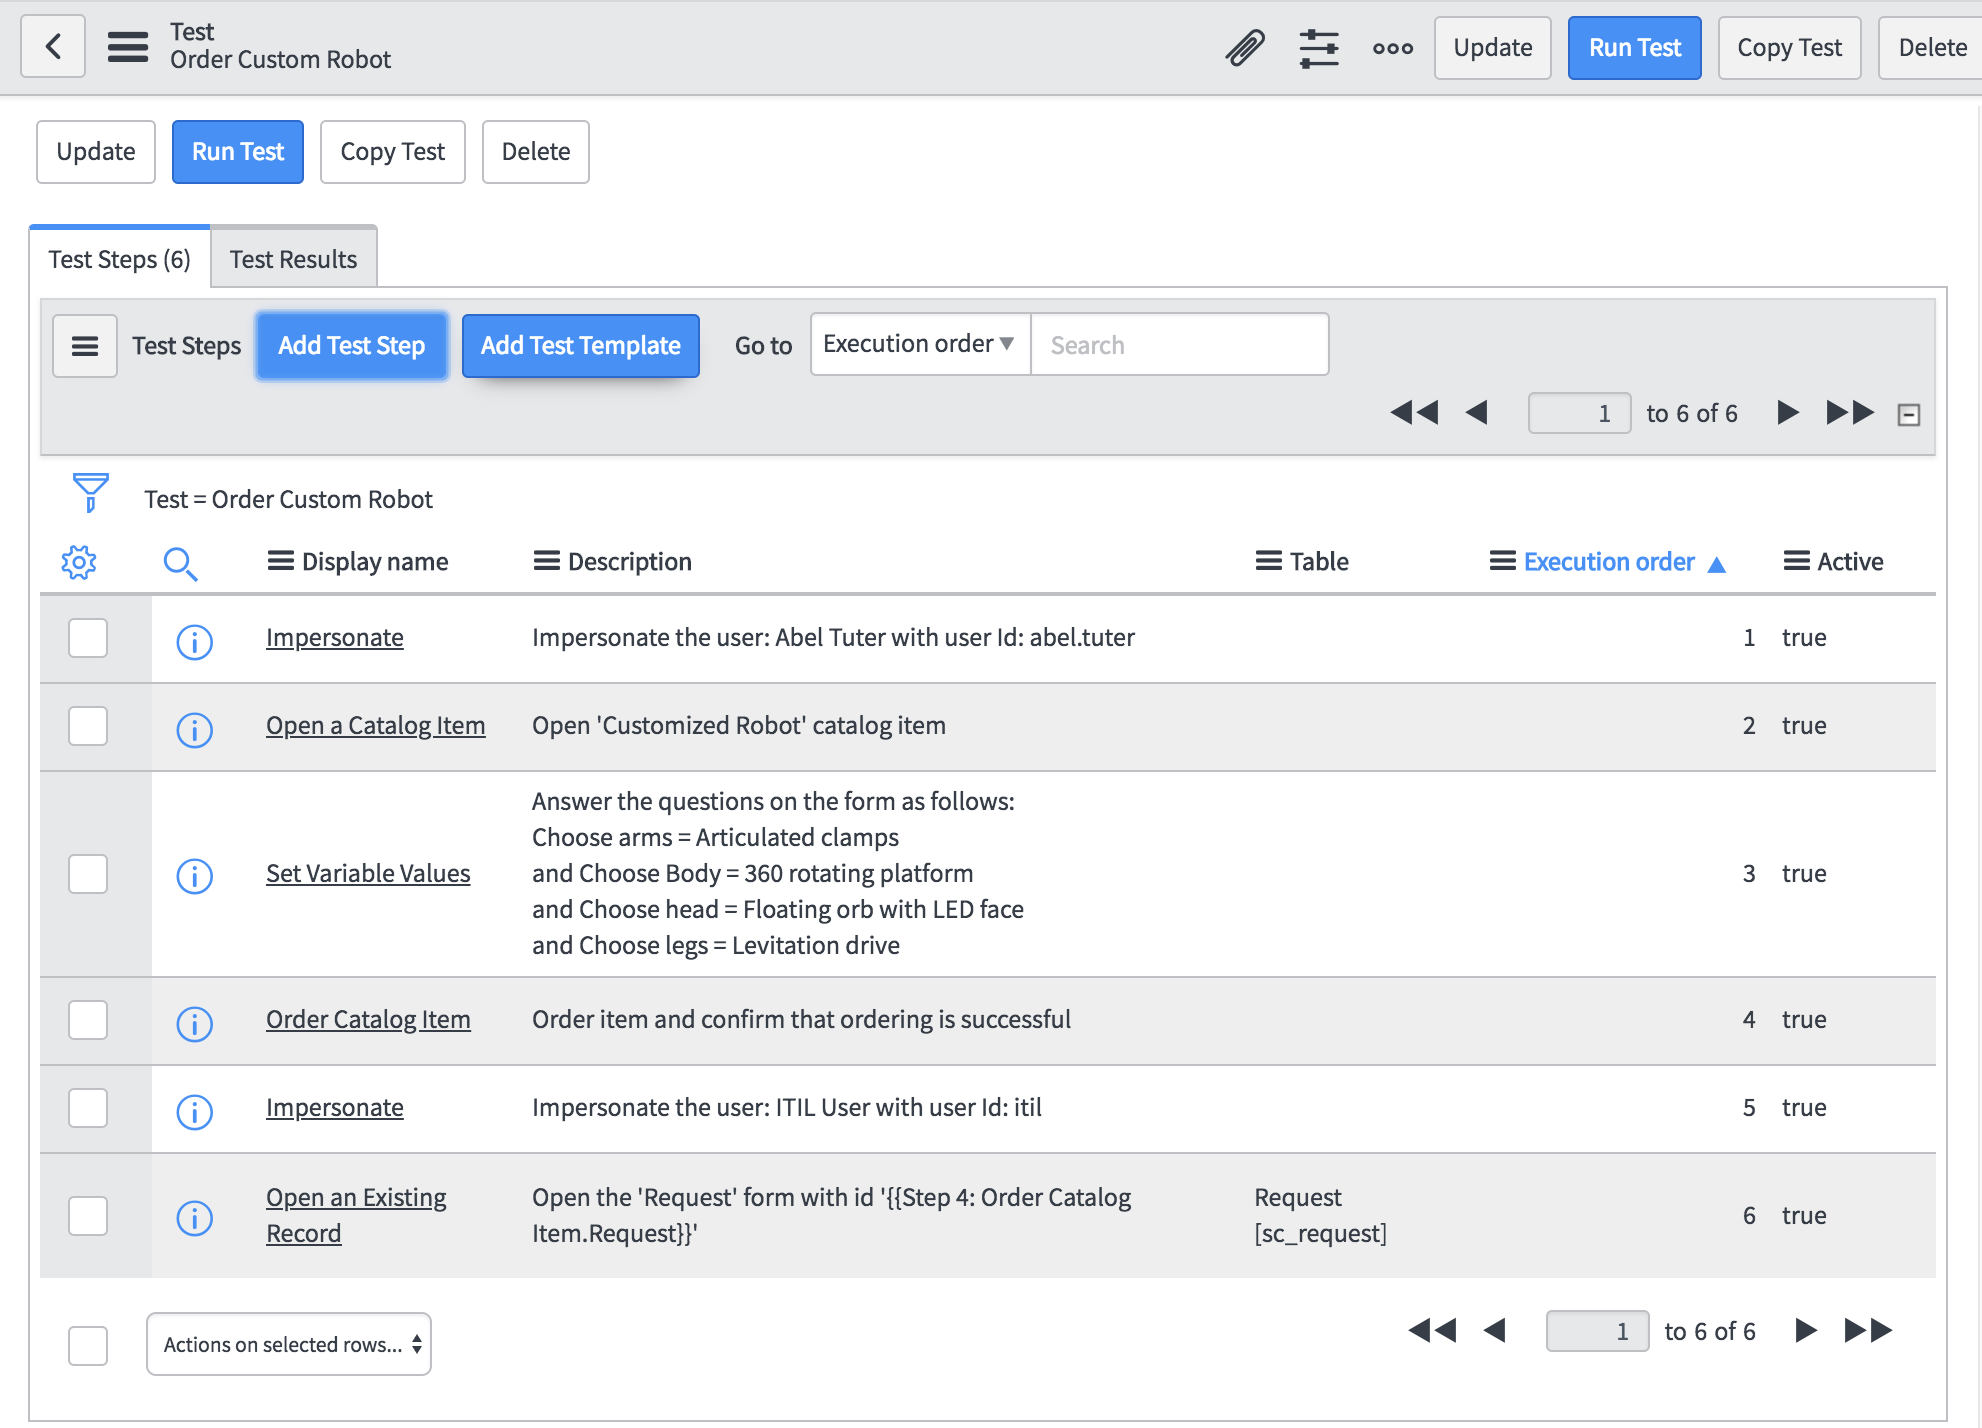 Test
Order Custom Robot
Update
Run Test
Copy Test
Delete
Update
Run Test
Copy Test
Delete
Test Steps (6)
Test Results
Test Steps
Add Test Step
Add Test Template
Go to
Execution order
Search
1 to 6 of 6
Test = Order Custom Robot
Display name
Description
Table
Execution order
Active
Impersonate
Impersonate the user: Abel Tuter with user Id: abel.tuter
1
true
Open a Catalog Item
Open 'Customized Robot' catalog item
2
true
Set Variable Values
Answer the questions on the form as follows:
Choose arms = Articulated clamps
and Choose Body = 360 rotating platform
and Choose head = Floating orb with LED face
and Choose legs = Levitation drive
3
true
Order Catalog Item
Order item and confirm that ordering is successful
4
true
Impersonate
Impersonate the user: ITIL User with user Id: itil
5
true
Open an Existing
Record
Open the 'Request' form with id '{{Step 4: Order Catalog
Item.Request}}'
Request
[sc_request]
6
true
Actions on selected rows...
1 to 6 of 6